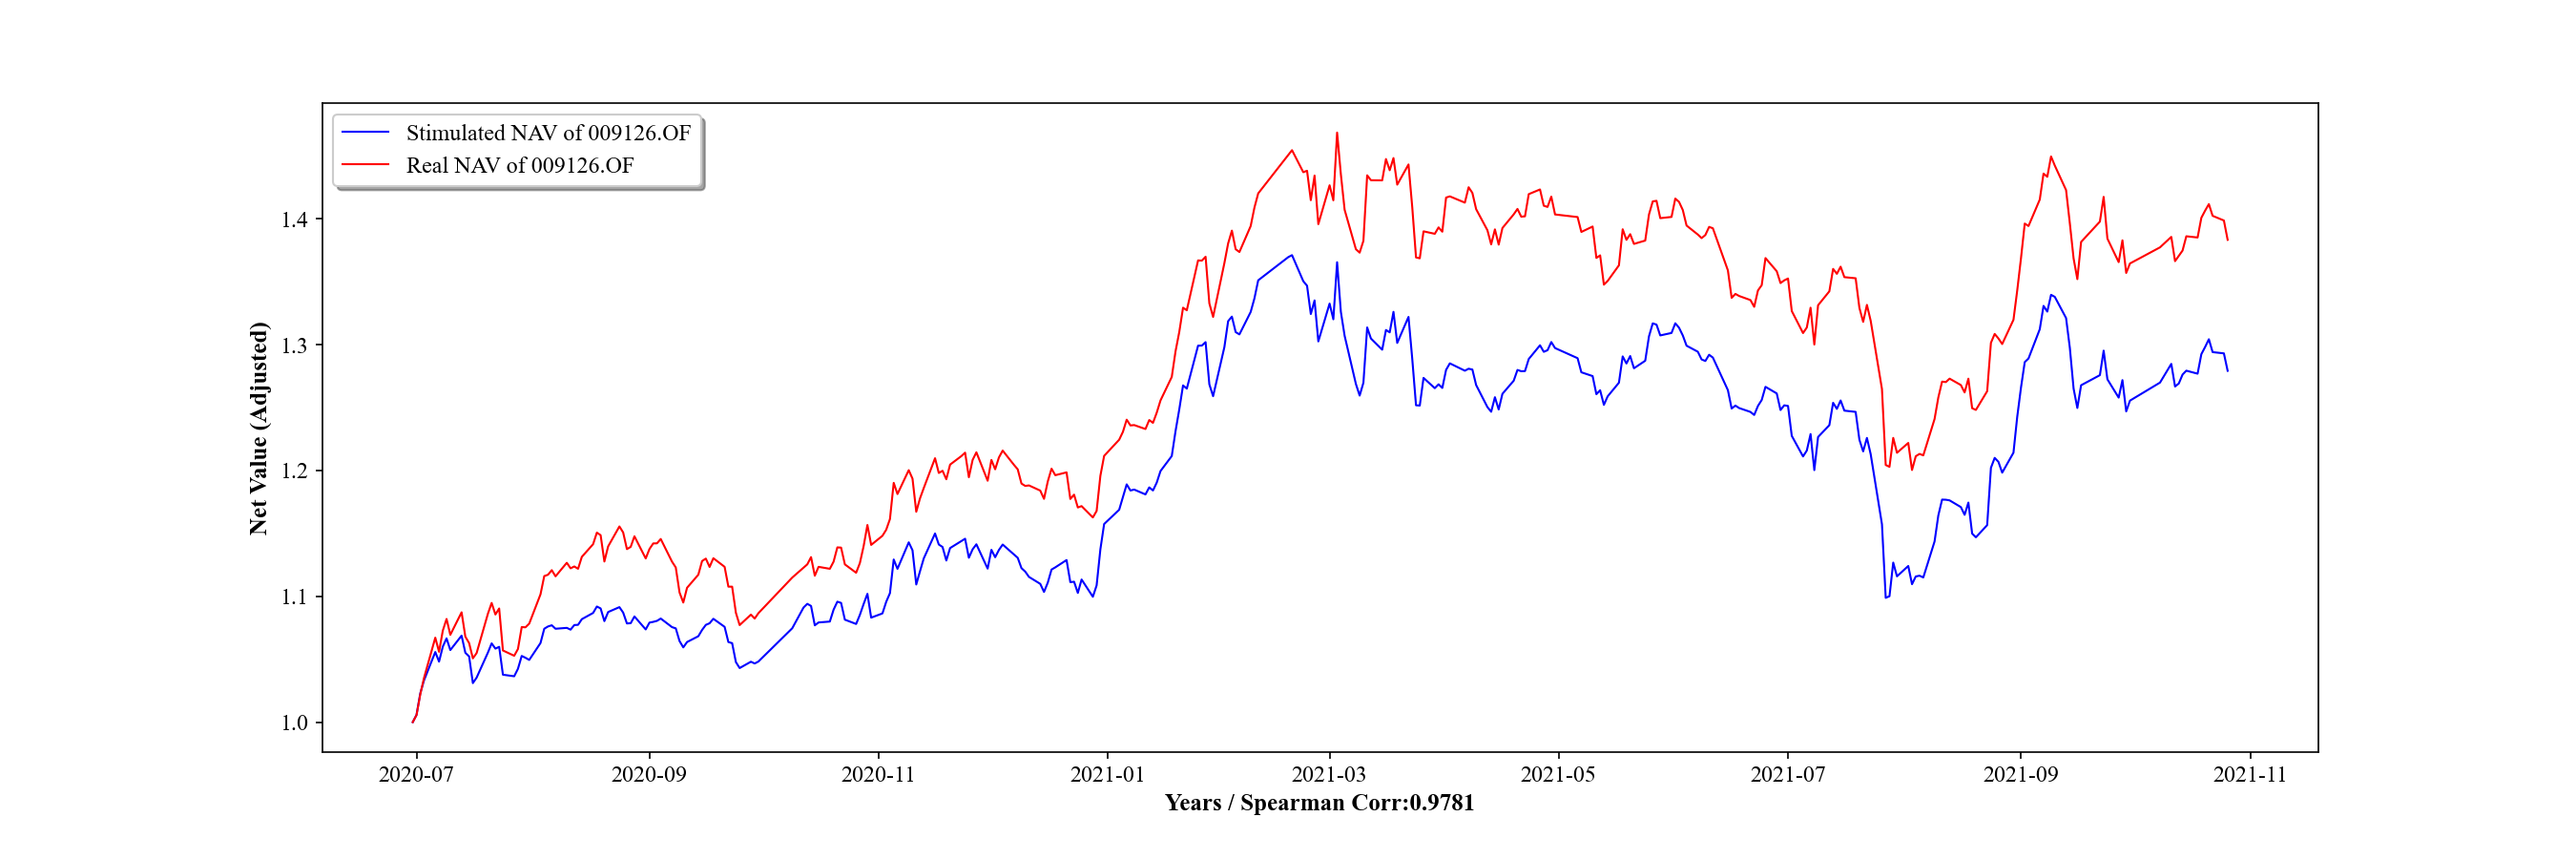 Stimulated NAV of 009126.OF
Real NAV of 009126.OF
Net Value (Adjusted)
1.4
1.3
1.2
1.1
1.0
2020-07 2020-09 2020-11 2021-01 2021-03 2021-05 2021-07 2021-09 2021-11
Years / Spearman Corr:0.9781